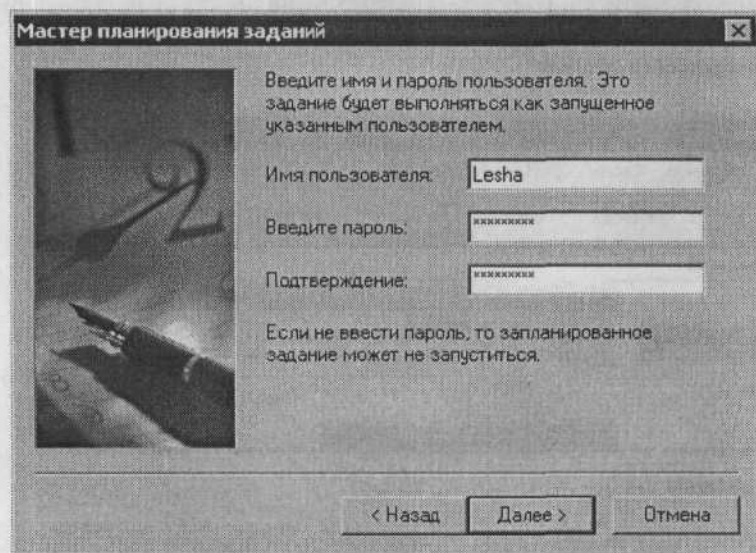 Мастер планирования заданий
Введите имя и пароль пользователя. Это
задание будет выполняться как запущенное
указанным пользователем.
Имя пользователя: Lesha
Введите пароль: ×××××××××
Подтверждение: ×××××××××
Если не ввести пароль, то запланированное
задание может не запуститься.
< Назад Далее > Отмена